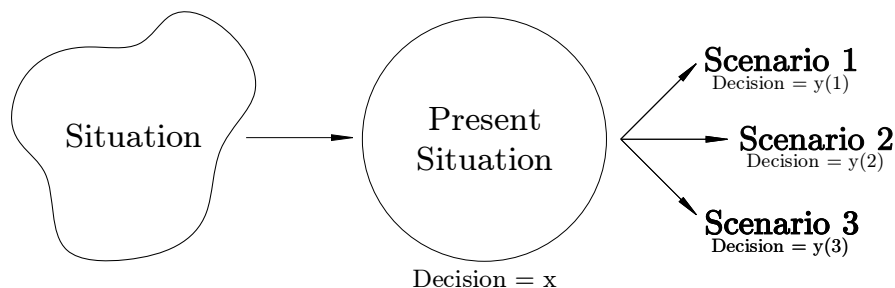 Situation
Present
Situation
Decision = x
Scenario 1
Decision = y(1)
Scenario 2
Decision = y(2)
Scenario 3
Decision = y(3)